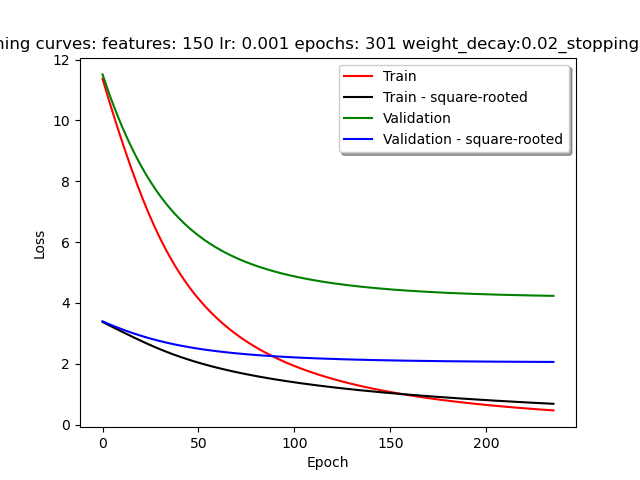 ning curves: features: 150 lr: 0.001 epochs: 301 weight_decay:0.02_stopping
Train
Train - square-rooted
Validation
Validation - square-rooted
12
10
8
6
4
2
0
Loss
0 50 100 150 200
Epoch